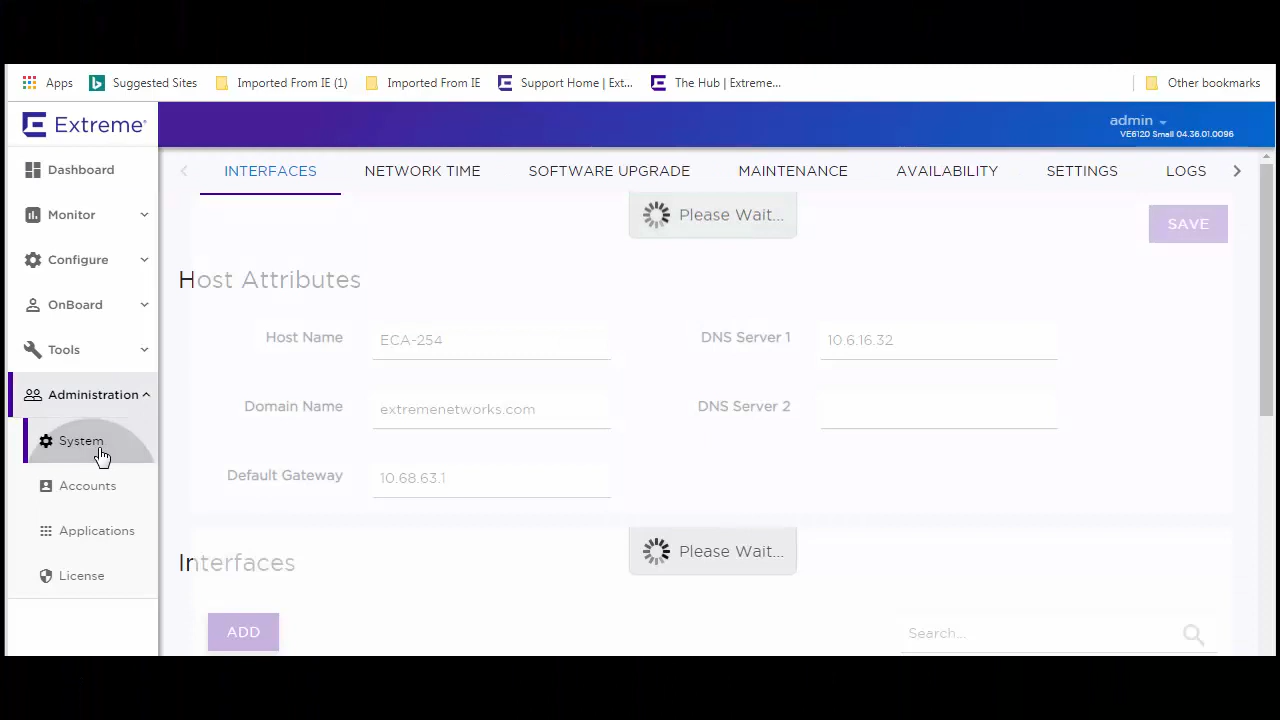 Apps Suggested Sites Imported From IE (1) Imported From IE Support Home | Ext... The Hub | Extreme... Other bookmarks
Extreme
admin
VE6120 Small 04.36.01.0096
Dashboard
Monitor
Configure
OnBoard
Tools
Administration
System
Accounts
Applications
License
INTERFACES NETWORK TIME SOFTWARE UPGRADE MAINTENANCE AVAILABILITY SETTINGS LOGS
Please Wait...
SAVE
Host Attributes
Host Name ECA-254 DNS Server 1 10.6.16.32
Domain Name extremenetworks.com DNS Server 2
Default Gateway 10.68.63.1
Please Wait...
Interfaces
ADD Search...